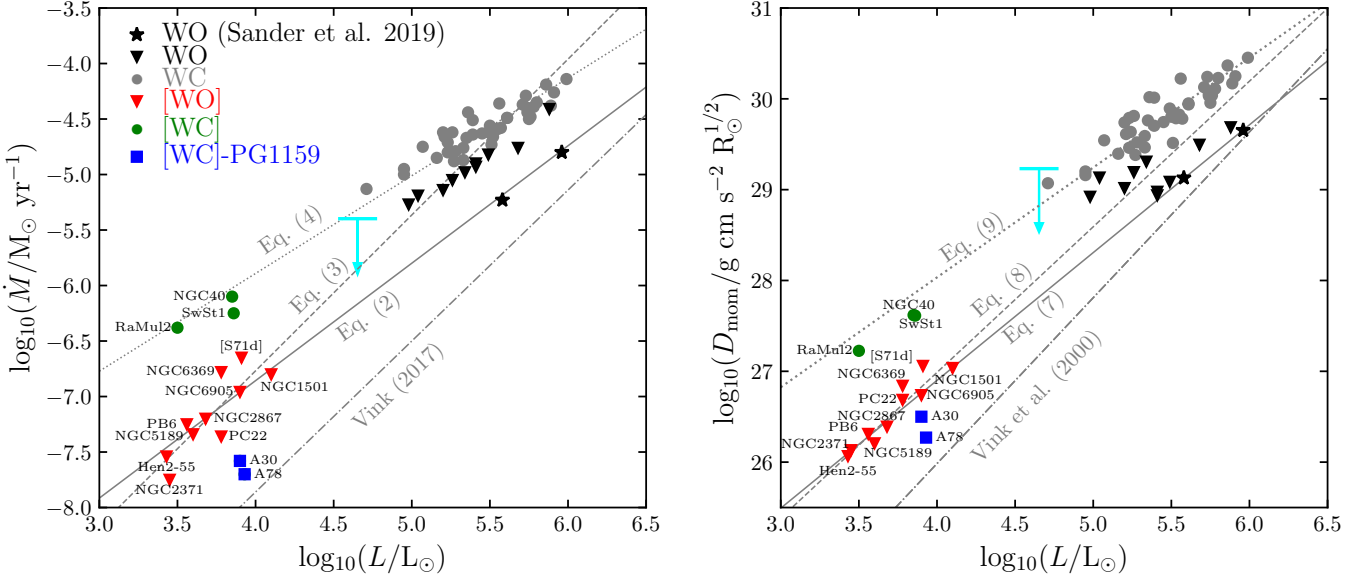 −3.5
−4.0
−4.5
−5.0
−5.5
−6.0
−6.5
−7.0
−7.5
−8.0
log₁₀(Ṁ/M⊙ yr⁻¹)
WO (Sander et al. 2019)
WO
WC
[WO]
[WC]
[WC]-PG1159
Eq. (4)
Eq. (3)
Eq. (2)
Vink (2017)
NGC40
SwSt1
RaMul2
[S71d]
NGC6369
NGC6905
NGC1501
PB6
NGC2867
NGC5189
PC22
Hen2-55
A30
A78
NGC2371
3.0 3.5 4.0 4.5 5.0 5.5 6.0 6.5
log₁₀(L/L⊙)
31
30
29
28
27
26
log₁₀(D_mom/g cm s⁻² R⊙^1/2)
Eq. (9)
Eq. (8)
Eq. (7)
Vink et al. (2000)
NGC40
SwSt1
RaMul2
[S71d]
NGC6369
NGC1501
PC22
NGC6905
NGC2867
A30
PB6
A78
NGC2371
NGC5189
Hen2-55
3.0 3.5 4.0 4.5 5.0 5.5 6.0 6.5
log₁₀(L/L⊙)